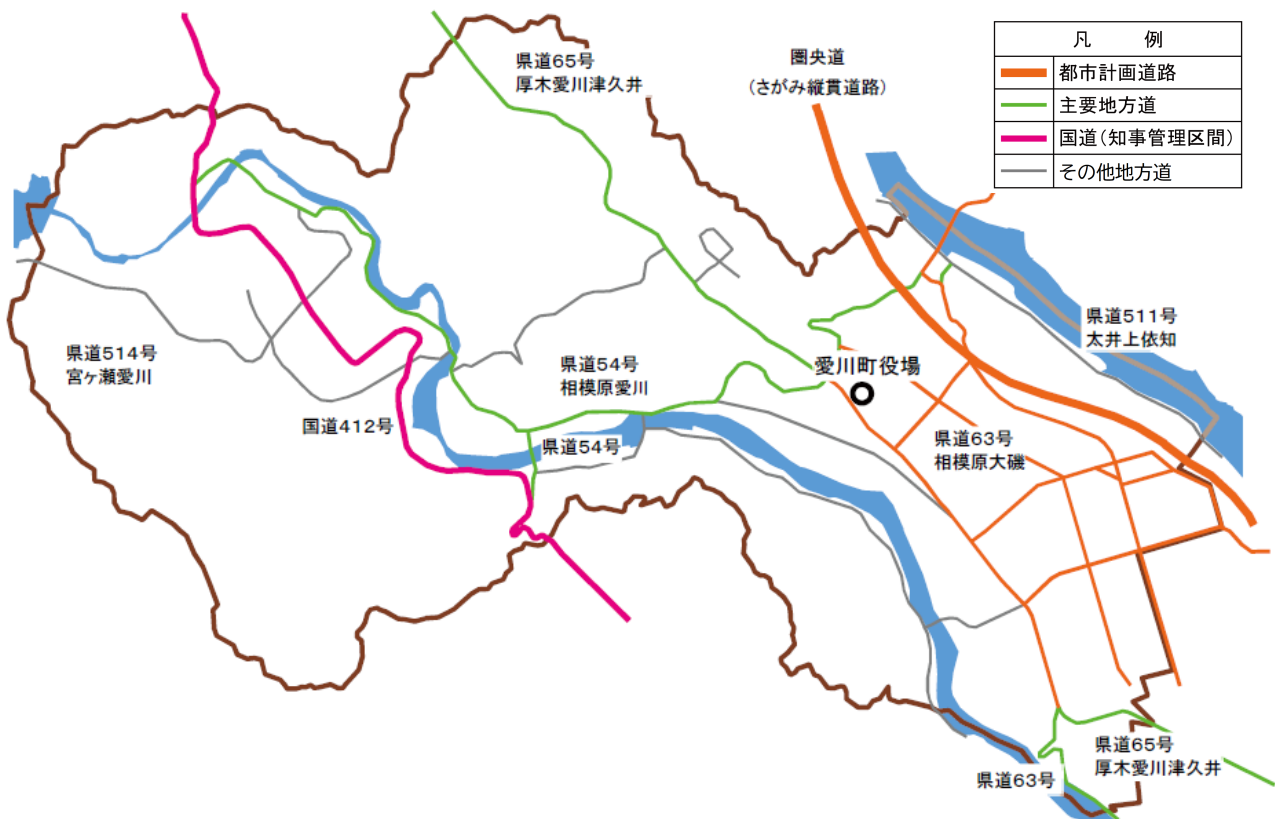 県道65号
厚木愛川津久井
圏央道
(さがみ縦貫道路)
凡 例
都市計画道路
主要地方道
国道(知事管理区間)
その他地方道
県道511号
太井上依知
県道514号
宮ヶ瀬愛川
県道54号
相模原愛川
愛川町役場
国道412号
県道54号
県道63号
相模原大磯
県道65号
厚木愛川津久井
県道63号